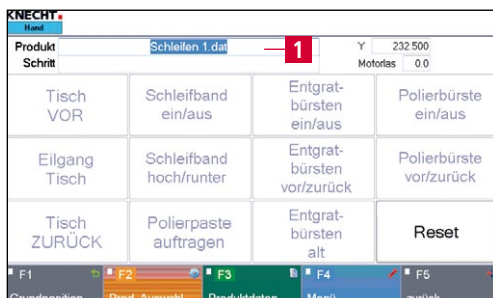 KNECHT
Hand
Produkt Schleifen 1.dat 1 Y 232.500
Schritt Motorlas 0.0
Tisch
VOR
Schleifband
ein/aus
Entgrat-
bürsten
ein/aus
Polierbürste
ein/aus
Eilgang
Tisch
Schleifband
hoch/runter
Entgrat-
bürsten
vor/zurück
Polierbürste
vor/zurück
Tisch
ZURÜCK
Polierpaste
auftragen
Entgrat-
bürsten
alt
Reset
F1 F2 F3 F4 F5
Grundposition Prod. Auswahl Produktdaten Menü zurück